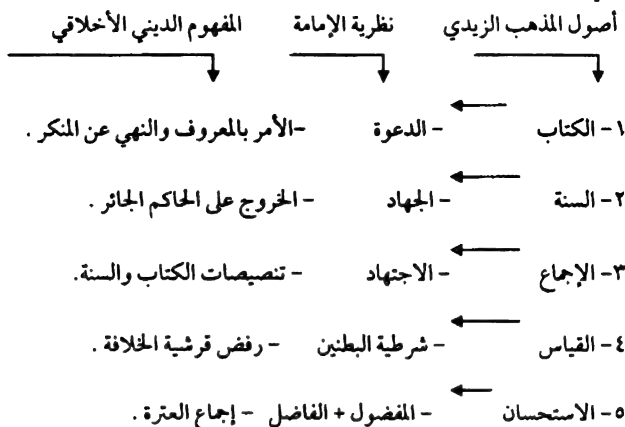 أصول المذهب الزيدي نظرية الإمامة المفهوم الديني الأخلاقي
١- الكتاب - الدعوة -الأمر بالمعروف والنهي عن المنكر .
٢- السنة - الجهاد - الخروج على الحاكم الجائر .
٣- الإجماع - الاجتهاد - تنصيصات الكتاب والسنة.
٤- القياس - شرطية البطنين - رفض قرشية الخلافة .
٥- الاستحسان - المفضول + الفاضل - إجماع العترة .